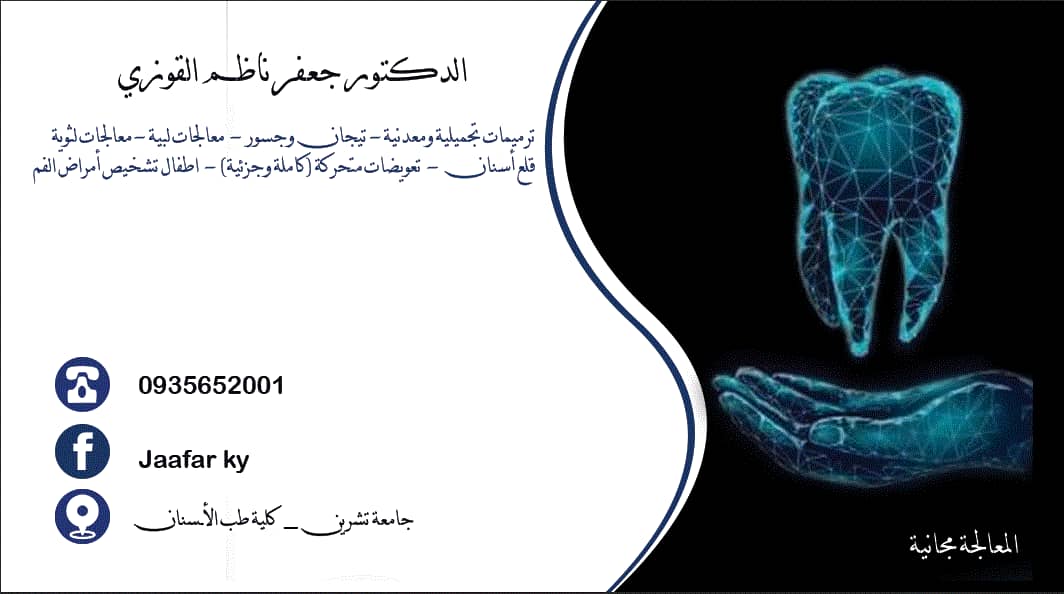 الدكتور جعفر ناظم القوزي
ترميمات تجميلية ومعدنية - تيجان وجسور - معالجات لبية - معالجات لثوية
قلع أسنان - تعويضات متحركة (كاملة وجزئية) - اطفال تشخيص أمراض الفم
0935652001
Jaafar ky
جامعة تشرين _ كلية طب الأسنان
المعالجة مجانية